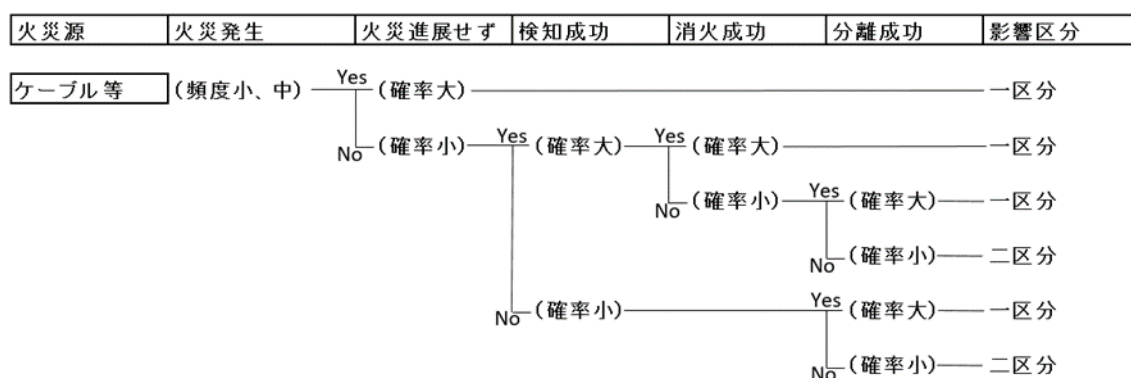 火災源 火災発生 火災進展せず 検知成功 消火成功 分離成功 影響区分
ケーブル等 (頻度小、中) Yes (確率大) 一区分
No (確率小) Yes (確率大) Yes (確率大) 一区分
No (確率小) Yes (確率大) 一区分
No (確率小) 二区分
No (確率小) Yes (確率大) 一区分
No (確率小) 二区分